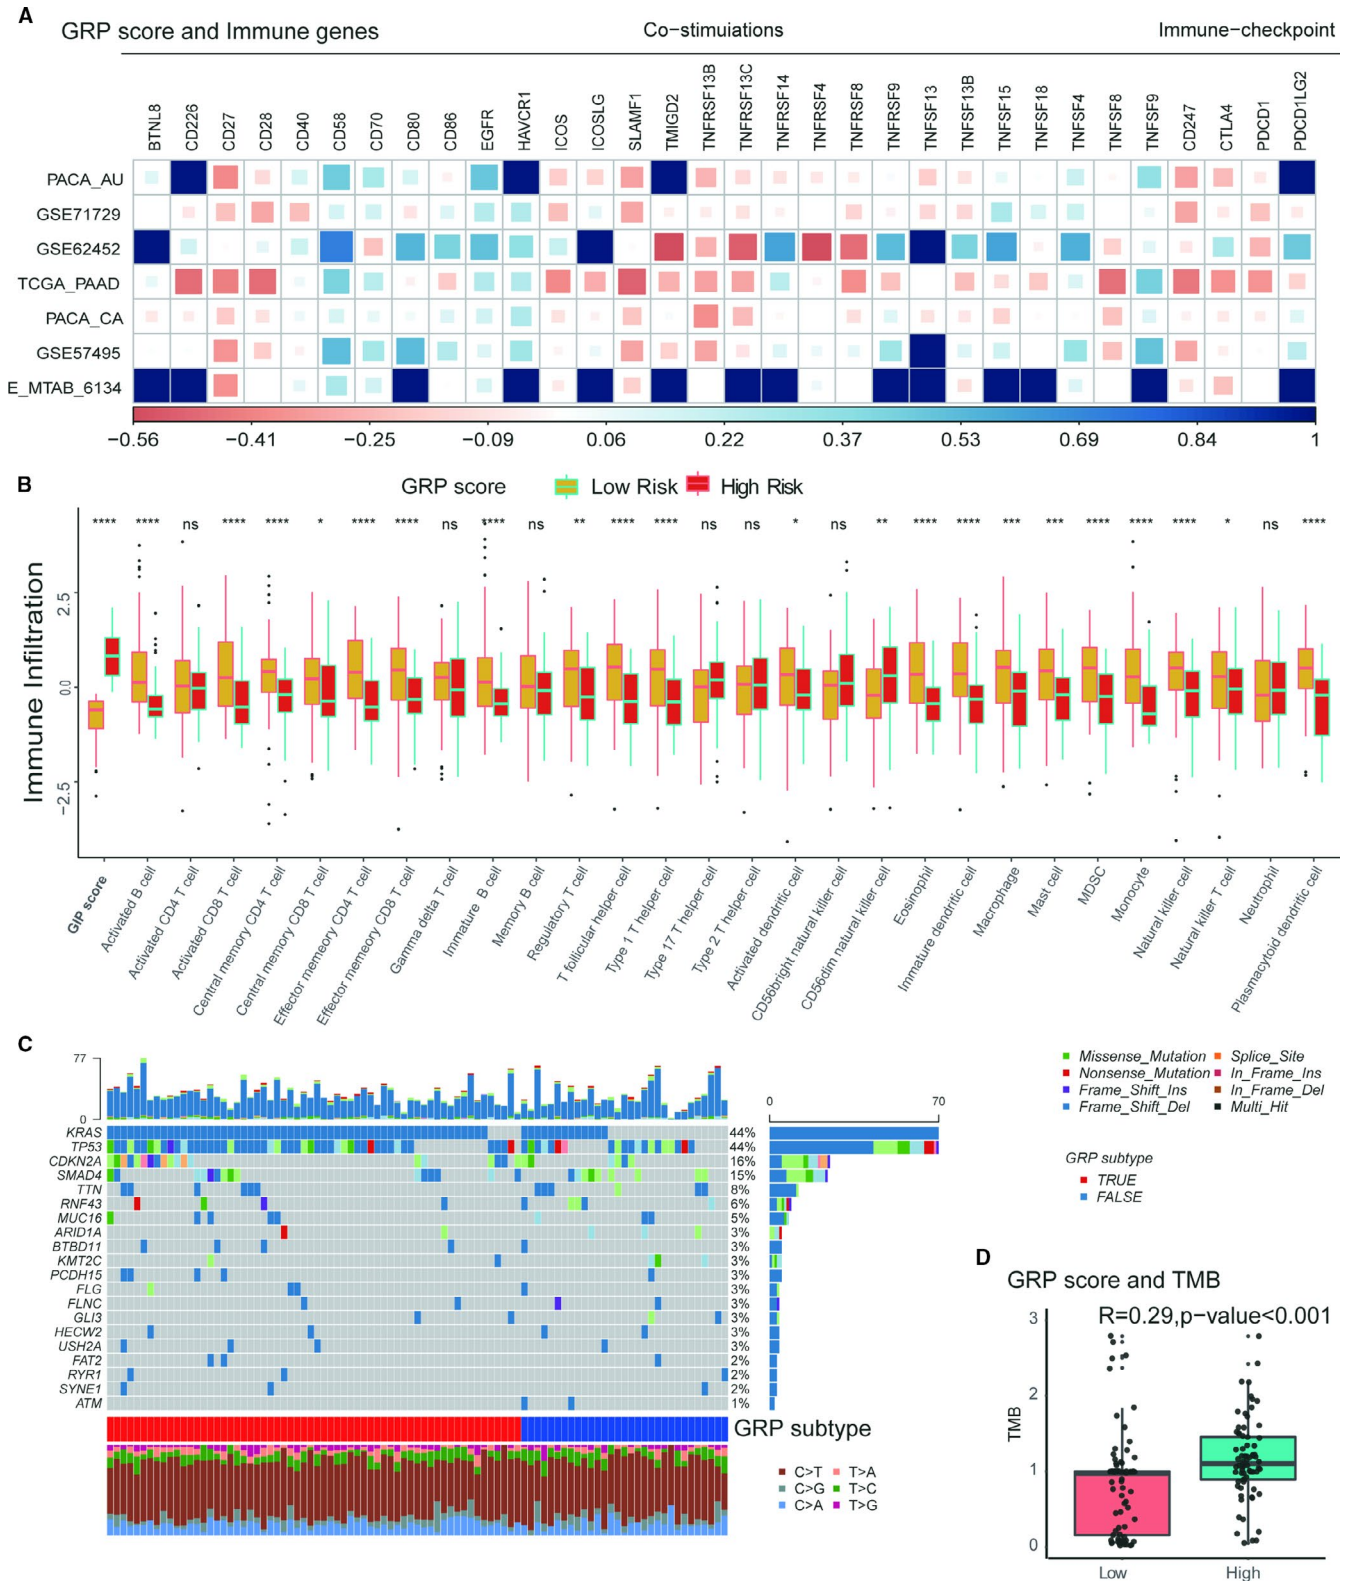 A
GRP score and Immune genes
Co−stimuiations
Immune−checkpoint
BTNL8
CD226
CD27
CD28
CD40
CD58
CD70
CD80
CD86
EGFR
HAVCR1
ICOS
ICOSLG
SLAMF1
TMIGD2
TNFRSF13B
TNFRSF13C
TNFRSF14
TNFRSF4
TNFRSF8
TNFRSF9
TNFSF13
TNFSF13B
TNFSF15
TNFSF18
TNFSF4
TNFSF8
TNFSF9
CD247
CTLA4
PDCD1
PDCD1LG2
PACA_AU
GSE71729
GSE62452
TCGA_PAAD
PACA_CA
GSE57495
E_MTAB_6134
−0.56 −0.41 −0.25 −0.09 0.06 0.22 0.37 0.53 0.69 0.84 1
B
GRP score Low Risk High Risk
**** **** ns **** **** * **** **** ns **** ns ** **** **** ns ns * ns ** **** **** *** *** **** **** **** * ns ****
Immune Infiltration
2.5
0.0
−2.5
GIP score
Activated B cell
Activated CD4 T cell
Activated CD8 T cell
Central memory CD4 T cell
Central memory CD8 T cell
Effector memeory CD4 T cell
Effector memeory CD8 T cell
Gamma delta T cell
Immature B cell
Memory B cell
Regulatory T cell
T follicular helper cell
Type 1 T helper cell
Type 17 T helper cell
Type 2 T helper cell
Activated dendritic cell
CD56bright natural killer cell
CD56dim natural killer cell
Eosinophil
Immature dendritic cell
Macrophage
Mast cell
MDSC
Monocyte
Natural killer cell
Natural killer T cell
Neutrophil
Plasmacytoid dendritic cell
C
77
0
0 70
KRAS 44%
TP53 44%
CDKN2A 16%
SMAD4 15%
TTN 8%
RNF43 6%
MUC16 5%
ARID1A 3%
BTBD11 3%
KMT2C 3%
PCDH15 3%
FLG 3%
FLNC 3%
GLI3 3%
HECW2 3%
USH2A 3%
FAT2 2%
RYR1 2%
SYNE1 2%
ATM 1%
GRP subtype
C>T T>A
C>G T>C
C>A T>G
Missense_Mutation Splice_Site
Nonsense_Mutation In_Frame_Ins
Frame_Shift_Ins In_Frame_Del
Frame_Shift_Del Multi_Hit
GRP subtype
TRUE
FALSE
D
GRP score and TMB
R=0.29,p−value<0.001
TMB
3
2
1
0
Low High